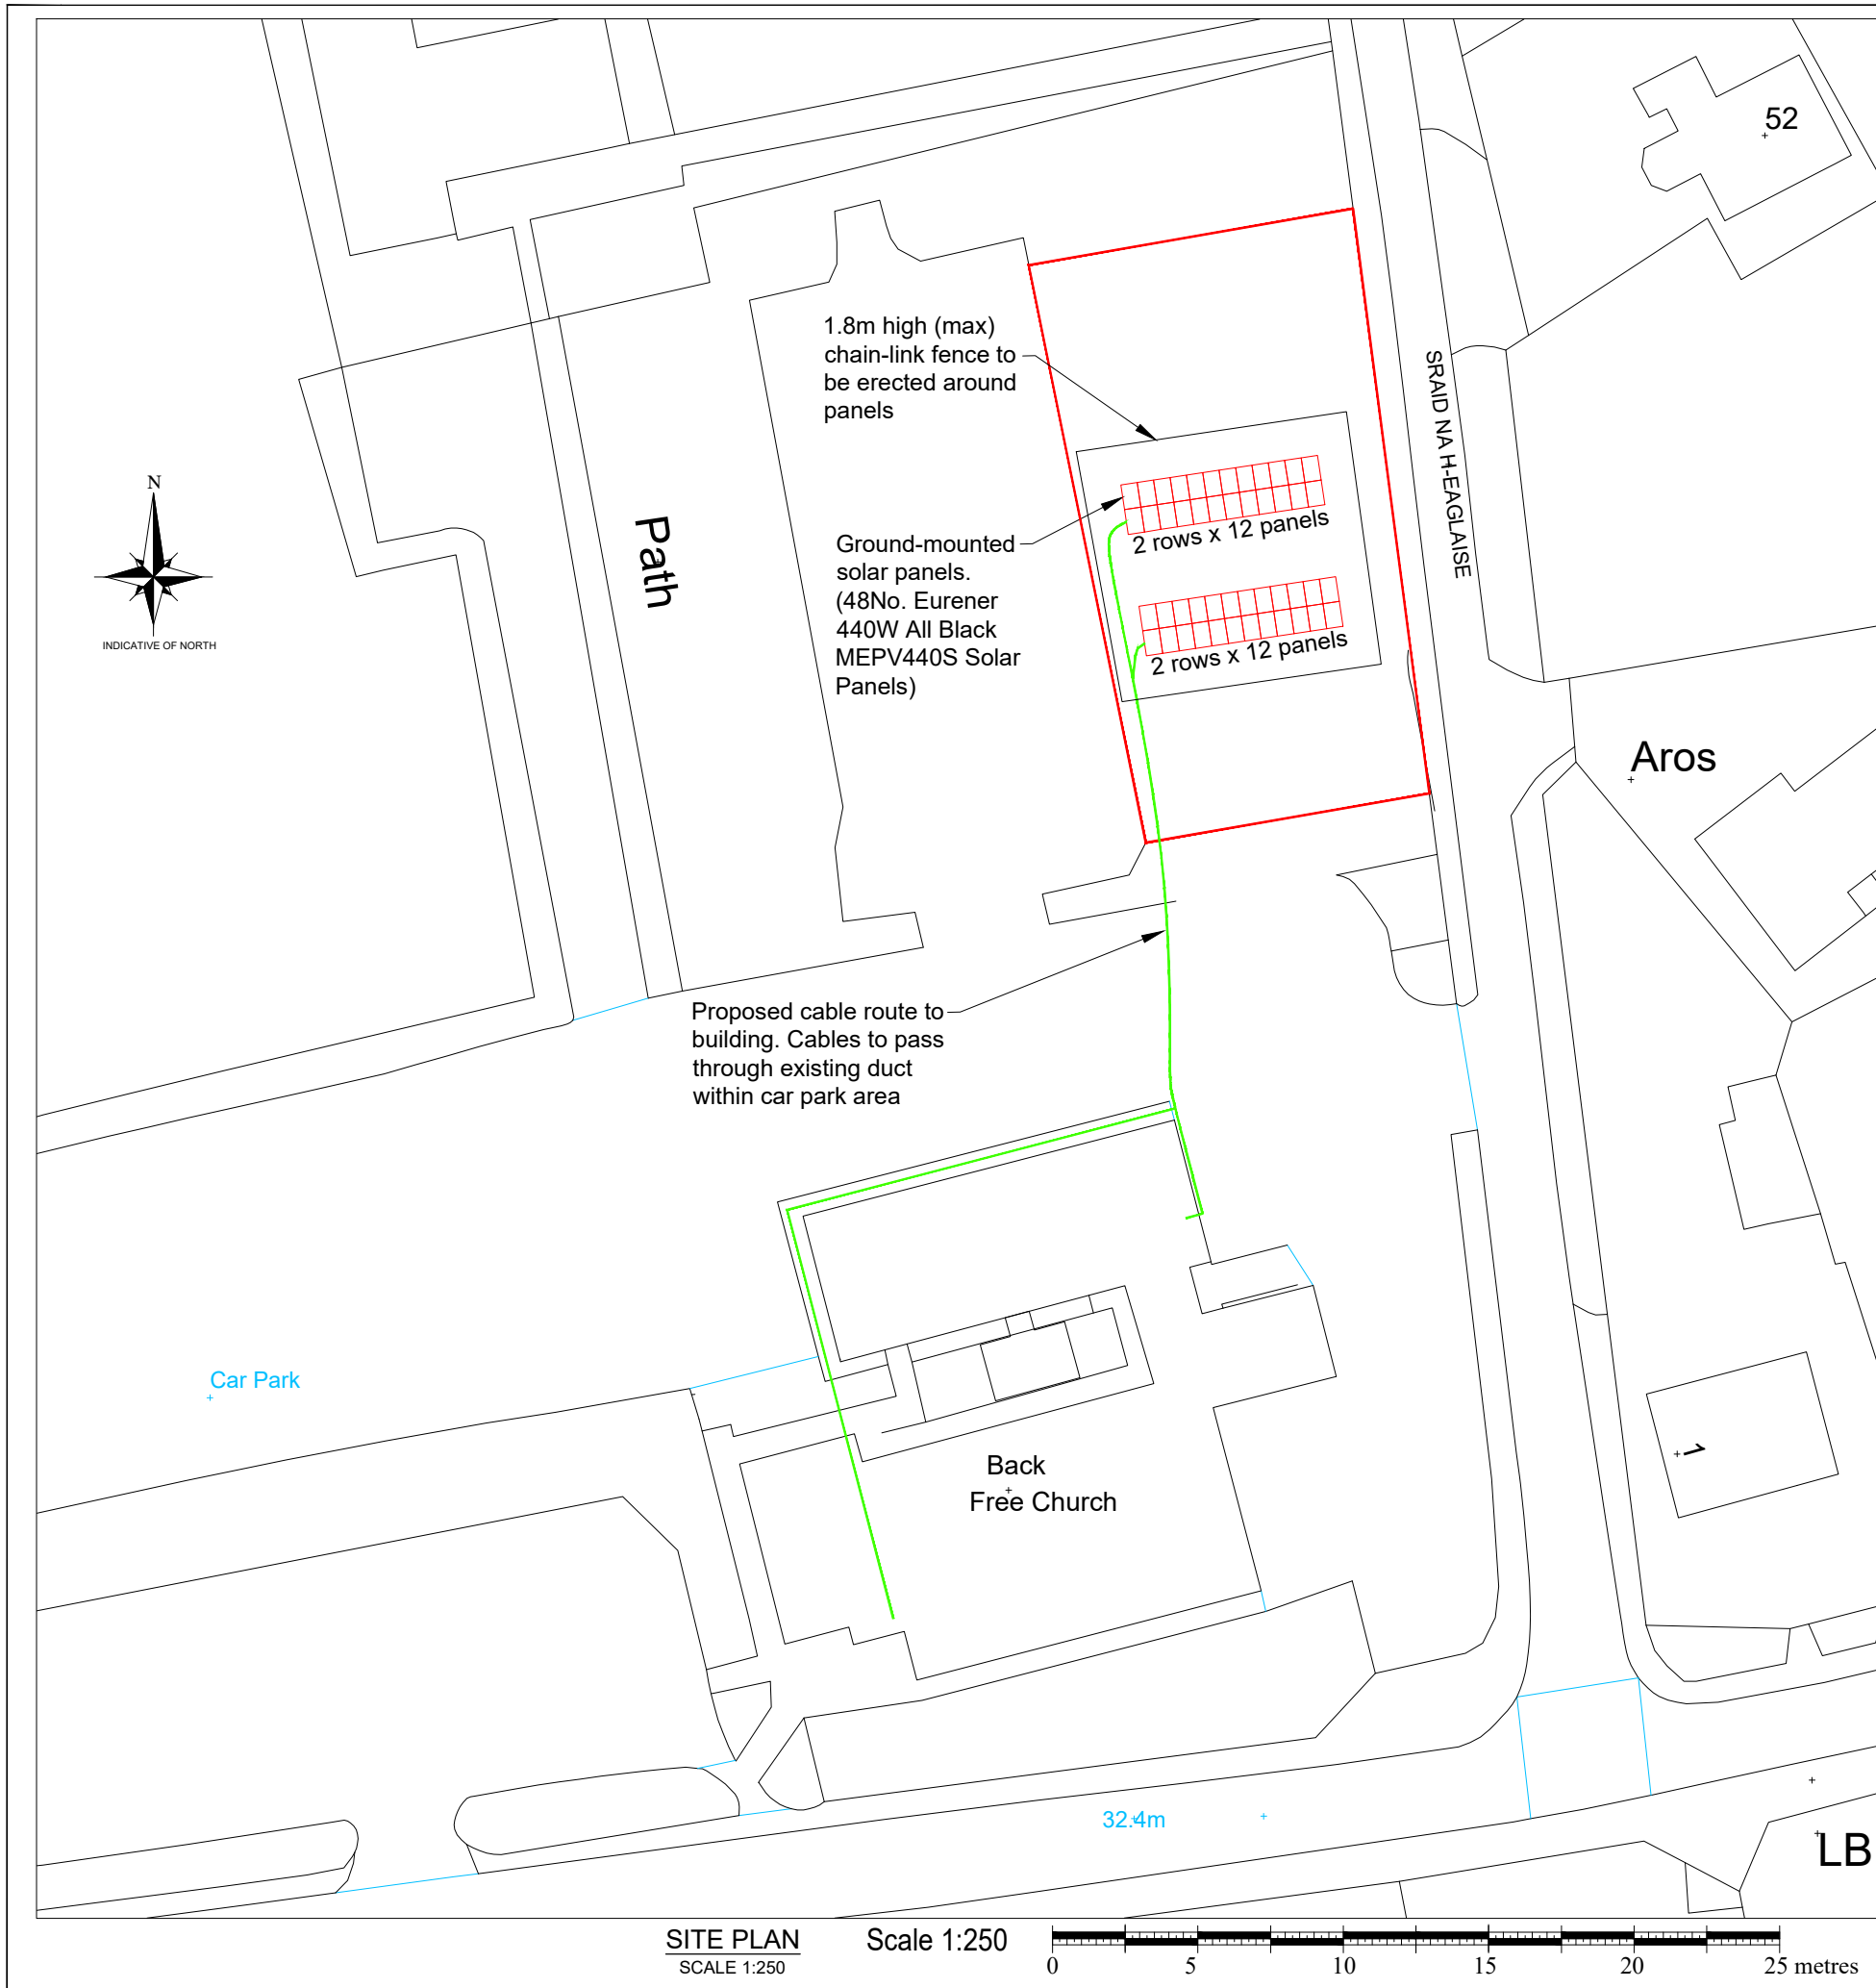 52
1.8m high (max)
chain-link fence to
be erected around
panels
SRAID NA H-EAGLAISE
N
INDICATIVE OF NORTH
Path
Ground-mounted
solar panels.
(48No. Eurener
440W All Black
MEPV440S Solar
Panels)
2 rows x 12 panels
2 rows x 12 panels
Aros
Proposed cable route to
building. Cables to pass
through existing duct
within car park area
Car Park
Back
Free Church
1
32.4m
LB
SITE PLAN
SCALE 1:250
Scale 1:250
0 5 10 15 20 25 metres